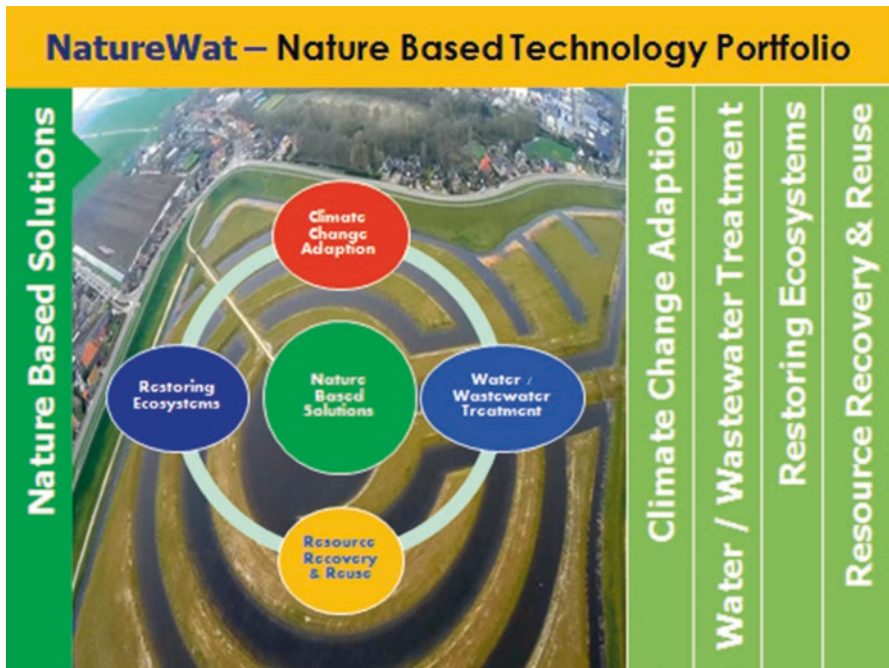 NatureWat – Nature Based Technology Portfolio
Nature Based Solutions
Climate
Change
Adaption
Restoring
Ecosystems
Nature
Based
Solutions
Water /
Wastewater
Treatment
Resource
Recovery
& Reuse
Climate Change Adaption
Water / Wastewater Treatment
Restoring Ecosystems
Resource Recovery & Reuse